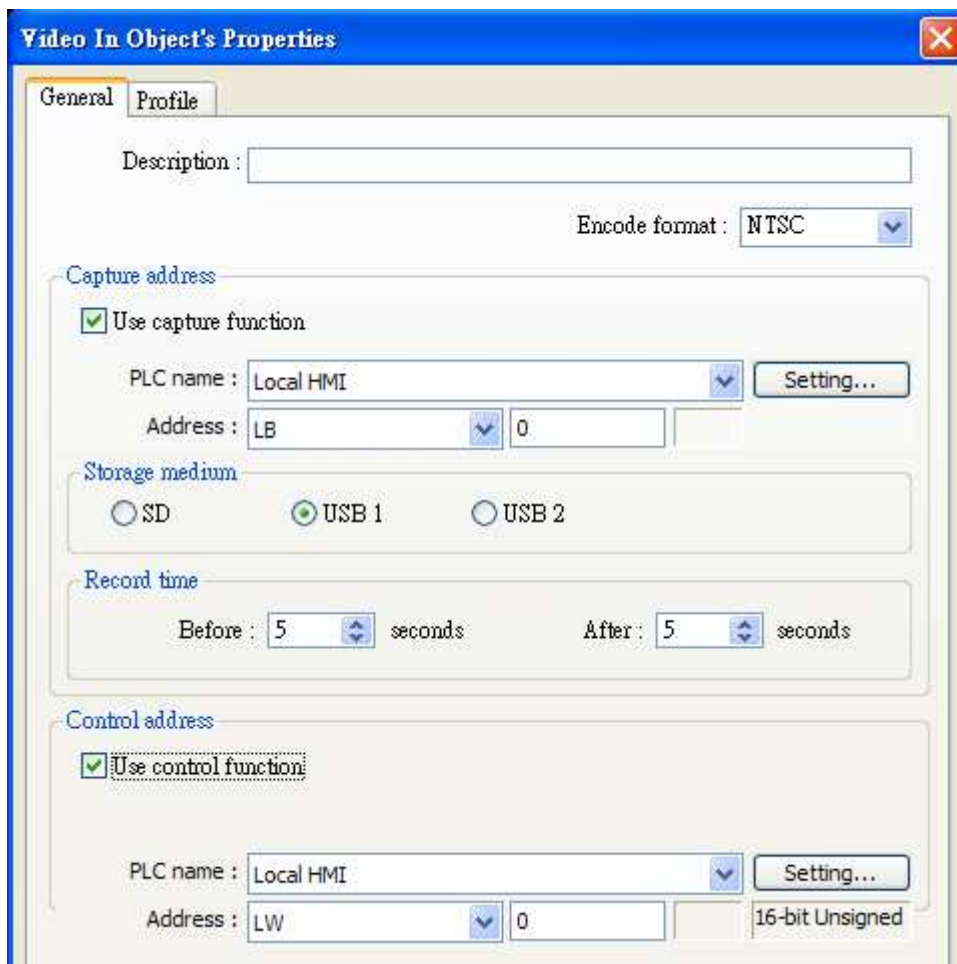 Video In Object's Properties
General Profile
Description :
Encode format : NTSC
Capture address
Use capture function
PLC name : Local HMI Setting...
Address : LB 0
Storage medium
SD USB 1 USB 2
Record time
Before : 5 seconds After : 5 seconds
Control address
Use control function
PLC name : Local HMI Setting...
Address : LW 0 16-bit Unsigned